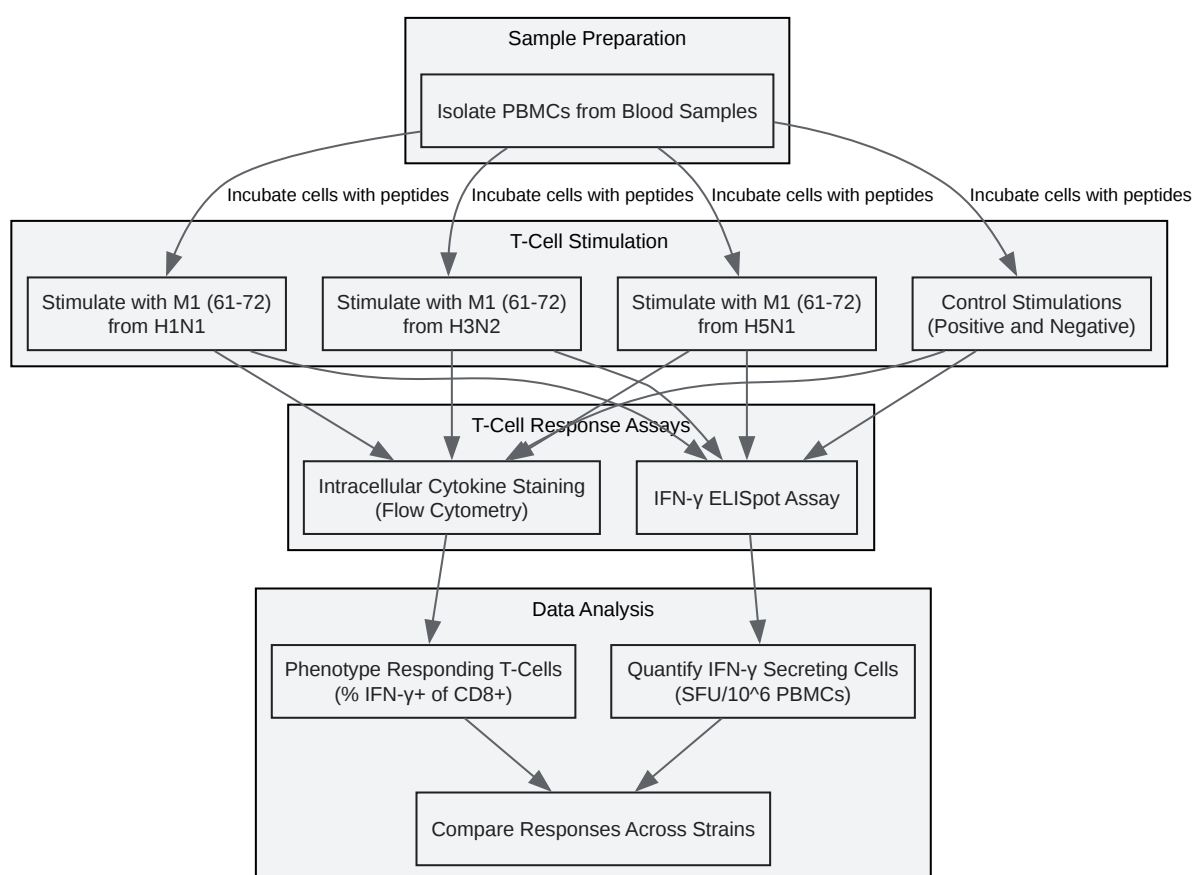 Sample Preparation
Isolate PBMCs from Blood Samples
Incubate cells with peptides
Incubate cells with peptides
Incubate cells with peptides
Incubate cells with peptides
T-Cell Stimulation
Stimulate with M1 (61-72)
from H1N1
Stimulate with M1 (61-72)
from H3N2
Stimulate with M1 (61-72)
from H5N1
Control Stimulations
(Positive and Negative)
T-Cell Response Assays
Intracellular Cytokine Staining
(Flow Cytometry)
IFN-γ ELISpot Assay
Data Analysis
Phenotype Responding T-Cells
(% IFN-γ+ of CD8+)
Quantify IFN-γ Secreting Cells
(SFU/10^6 PBMCs)
Compare Responses Across Strains